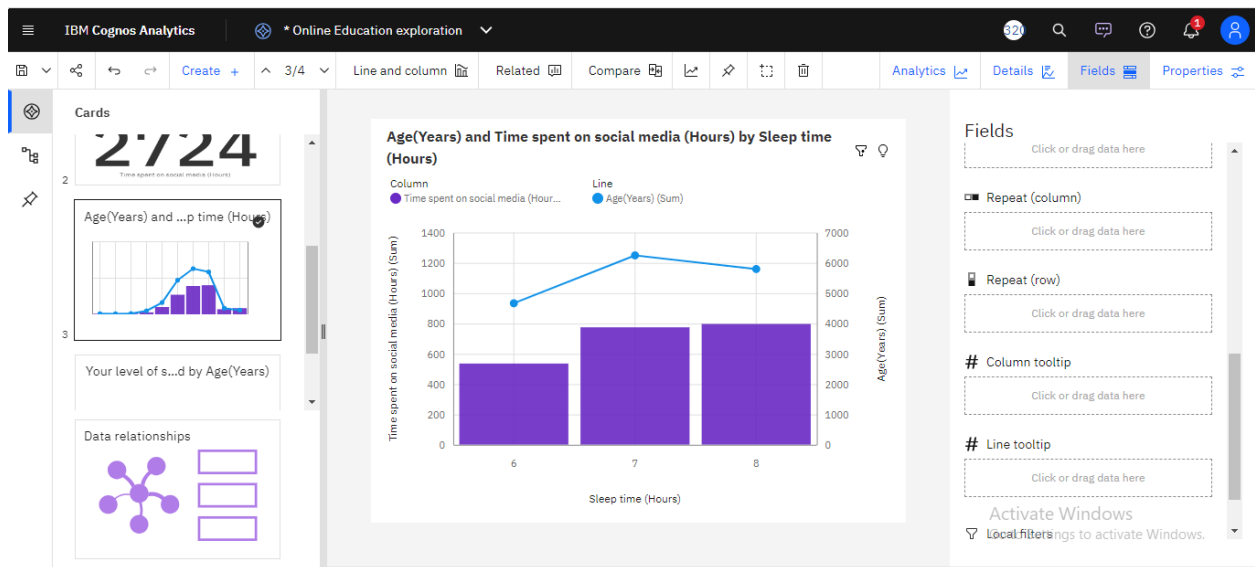 IBM Cognos Analytics
* Online Education exploration
1
Create +
3/4
Line and column
Related
Compare
Analytics
Details
Fields
Properties
Cards
2724
Time spent on social media (Hours)
2
Age(Years) and ...p time (Hours)
3
Your level of s...d by Age(Years)
Data relationships
Age(Years) and Time spent on social media (Hours) by Sleep time
(Hours)
Column
Time spent on social media (Hour...
Line
Age(Years) (Sum)
Time spent on social media (Hours) (Sum)
1400
1200
1000
800
600
400
200
0
7000
6000
5000
4000
3000
2000
1000
0
Age(Years) (Sum)
6
7
8
Sleep time (Hours)
Fields
Click or drag data here
Repeat (column)
Click or drag data here
Repeat (row)
Click or drag data here
# Column tooltip
Click or drag data here
# Line tooltip
Click or drag data here
Activate Windows
Local filters
Go to Settings to activate Windows.